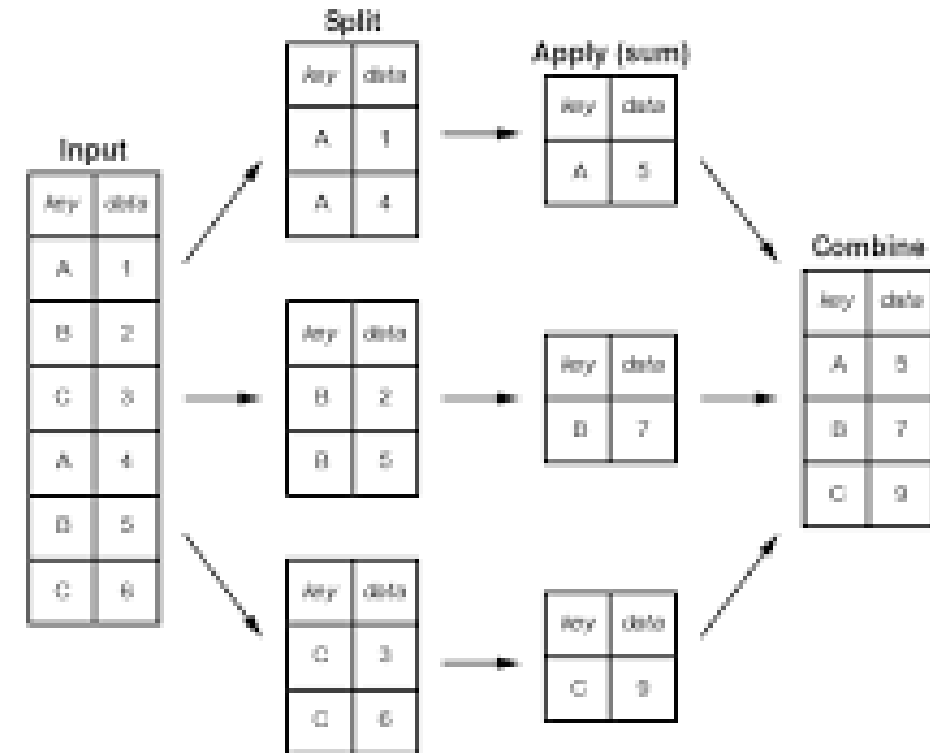 Input
key data
A 1
B 2
C 3
A 4
B 5
C 6
Split
key data
A 1
A 4
key data
B 2
B 5
key data
C 3
C 6
Apply (sum)
key data
A 5
key data
B 7
key data
C 9
Combine
key data
A 5
B 7
C 9